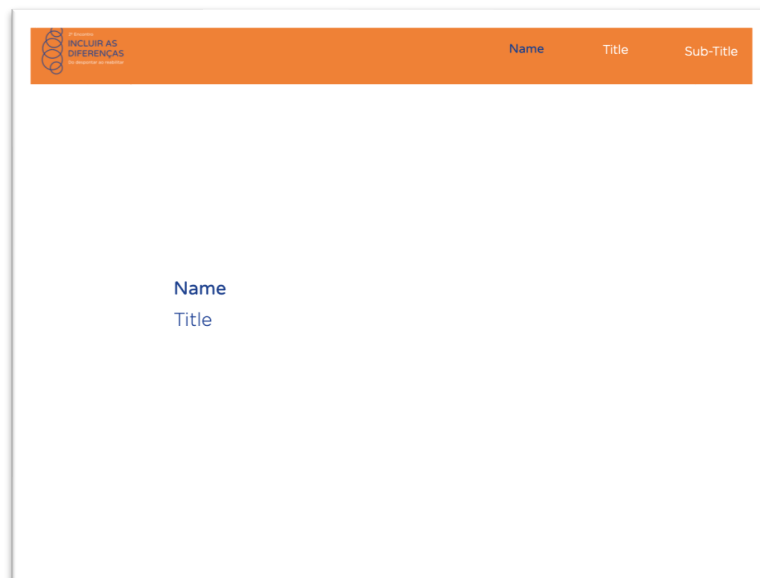 INCLUIR AS
DIFERENÇAS
Name
Title
Sub-Title
Name
Title